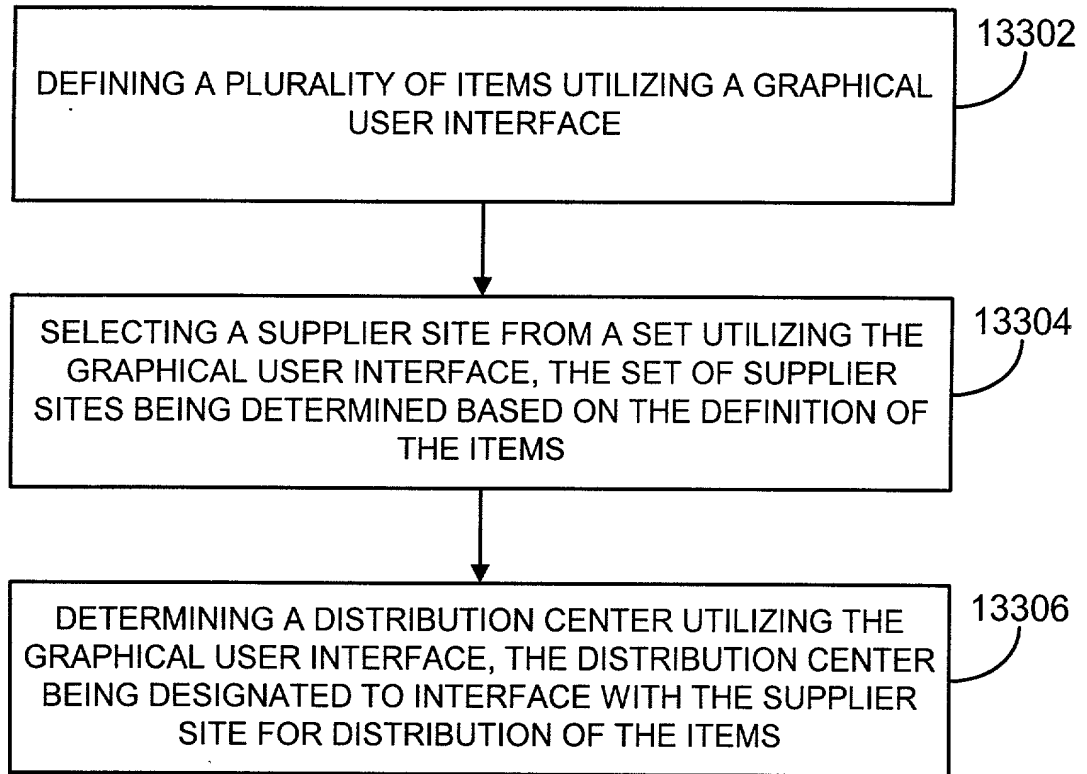 13302
DEFINING A PLURALITY OF ITEMS UTILIZING A GRAPHICAL
USER INTERFACE
13304
SELECTING A SUPPLIER SITE FROM A SET UTILIZING THE
GRAPHICAL USER INTERFACE, THE SET OF SUPPLIER
SITES BEING DETERMINED BASED ON THE DEFINITION OF
THE ITEMS
13306
DETERMINING A DISTRIBUTION CENTER UTILIZING THE
GRAPHICAL USER INTERFACE, THE DISTRIBUTION CENTER
BEING DESIGNATED TO INTERFACE WITH THE SUPPLIER
SITE FOR DISTRIBUTION OF THE ITEMS